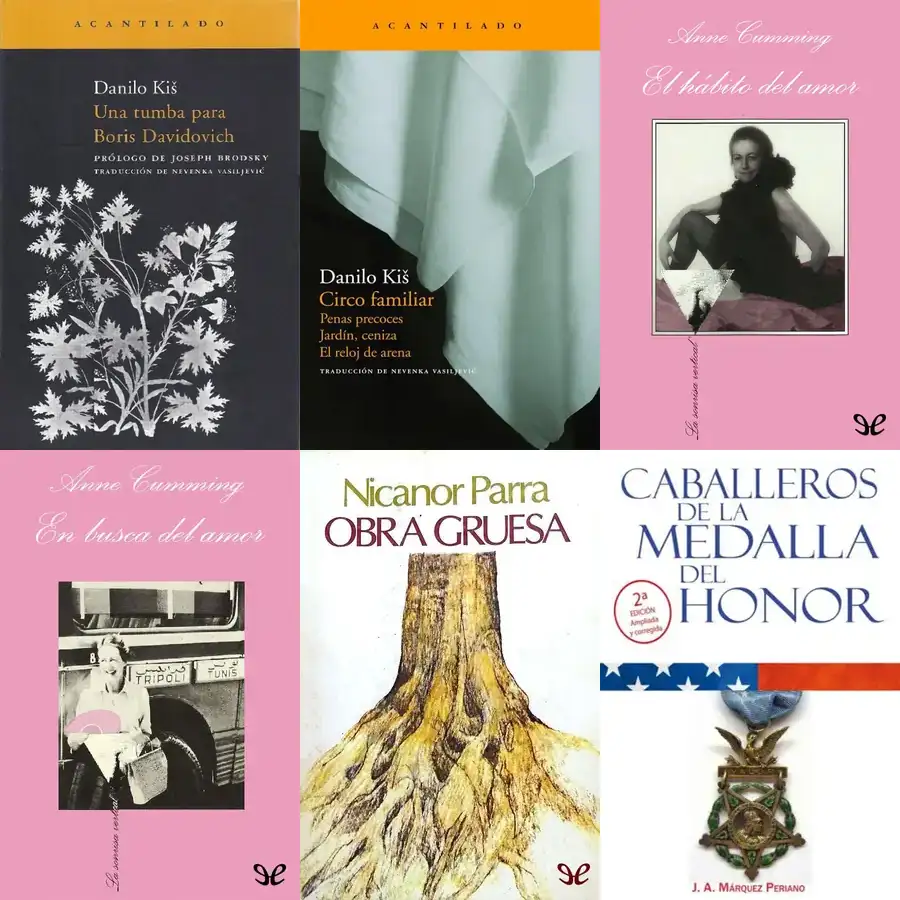 ACANTILADO
Danilo Kiš
Una tumba para
Boris Davidovich
PRÓLOGO DE JOSEPH BRODSKY
TRADUCCIÓN DE NEVENKA VASILJEVIĆ
ACANTILADO
Danilo Kiš
Circo familiar
Penas precoces
Jardín, ceniza
El reloj de arena
TRADUCCIÓN DE NEVENKA VASILJEVIĆ
Anne Cumming
El hábito del amor
La sonrisa vertical
Anne Cumming
En busca del amor
TRIPOLI
TUNIS
La sonrisa vertical
Nicanor Parra
OBRA GRUESA
CABALLEROS
DE LA
MEDALLA
DEL
HONOR
2ª
EDICIÓN
Ampliada
y corregida
J. A. MÁRQUEZ PERIANO